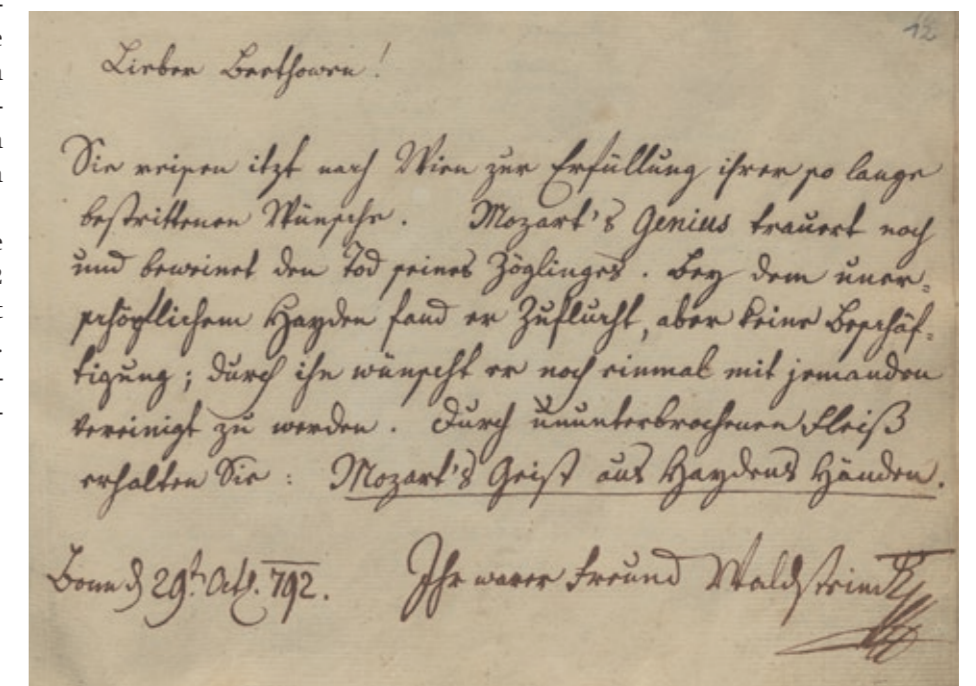 12
Lieber Beethowen!
Sie reisen itzt nach Wien zur Erfüllung ihrer so lange
bestrittenen Wünsche. Mozart's Genius trauert noch
und beweinet den Tod seines Zöglinges. Bey dem uner=
schöpflichem Hayden fand er Zuflucht, aber keine Beschäf=
tigung; durch ihn wünscht er noch einmal mit jemanden
vereinigt zu werden. Durch ununterbrochenen Fleiß
erhalten Sie: Mozart's Geist aus Haydens Händen.
Bonn d 29t. Oct. 792. Ihr warer Freund Waldstein